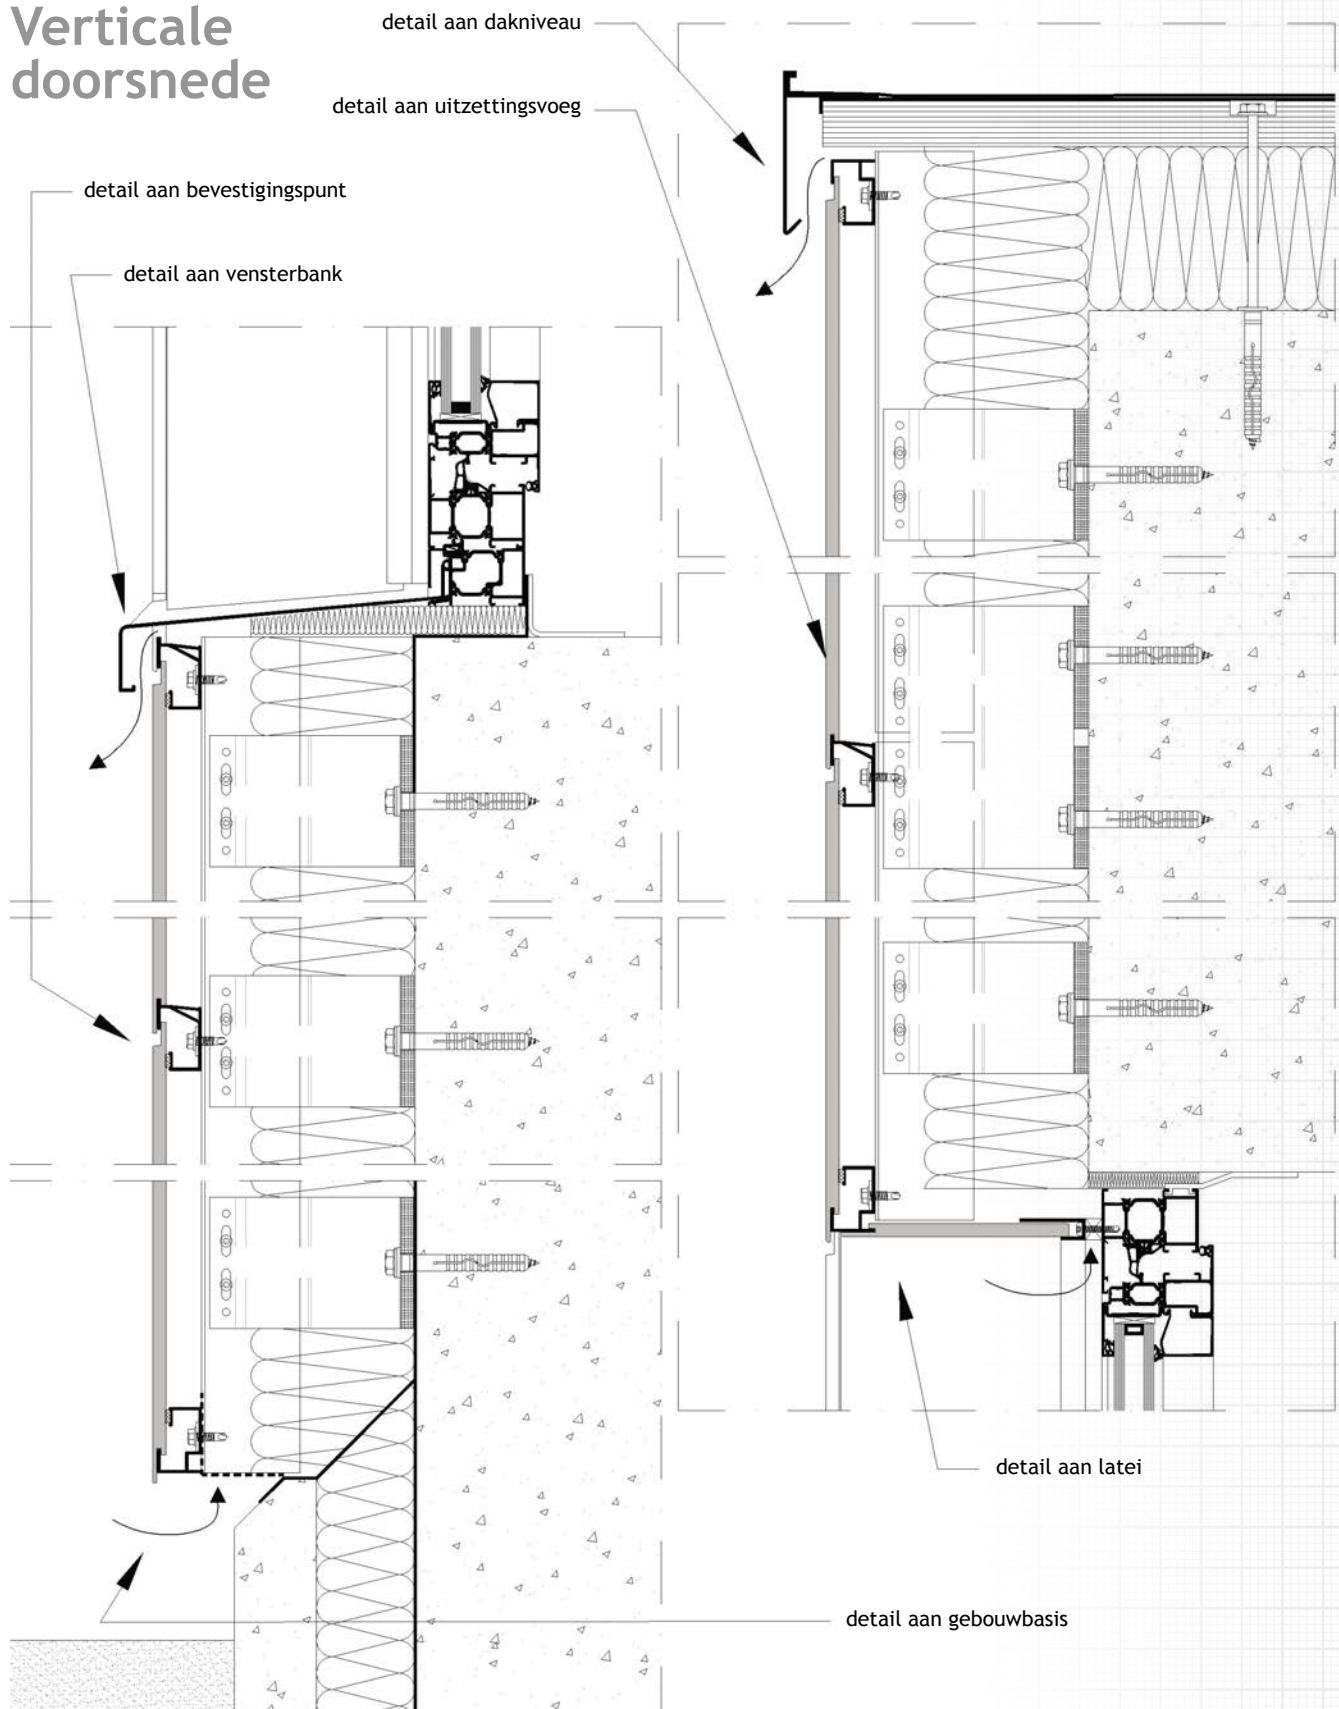 Verticale
doorsnede
detail aan dakniveau
detail aan uitzettingsvoeg
detail aan bevestigingspunt
detail aan vensterbank
detail aan latei
detail aan gebouwbasis